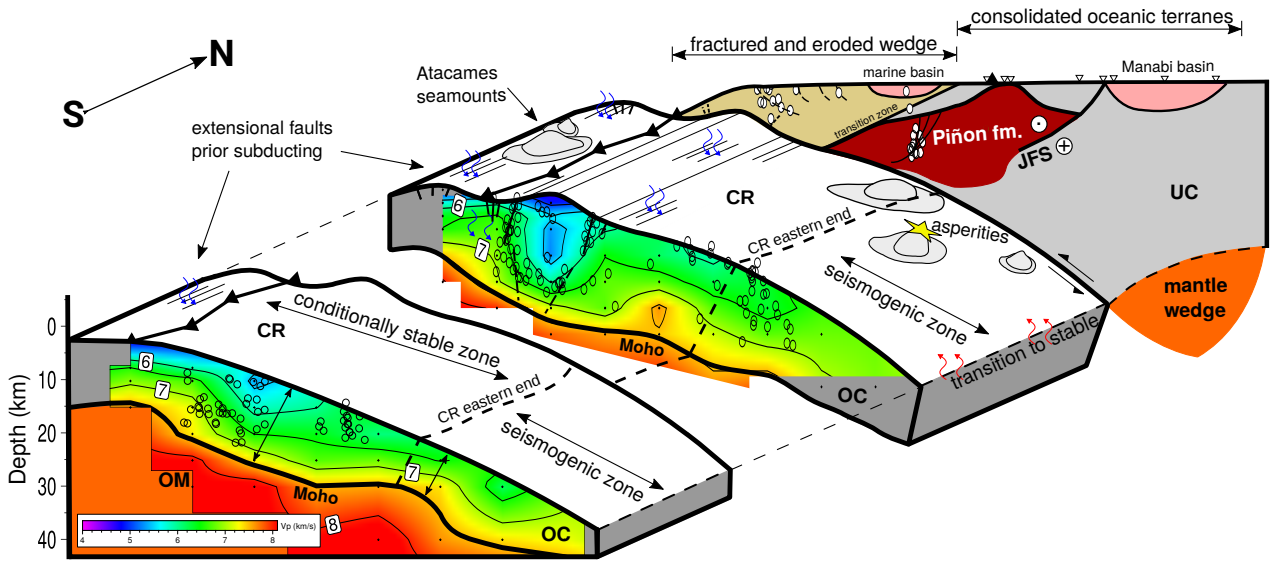 consolidated oceanic terranes
fractured and eroded wedge
N
S
Atacames
seamounts
marine basin
Manabi basin
extensional faults
prior subducting
transition zone
Piñon fm.
JFS
UC
CR
6
7
CR eastern end
asperities
seismogenic zone
mantle
wedge
Moho
OC
transition to stable
CR
conditionally stable zone
CR eastern end
seismogenic zone
Depth (km)
0
10
20
30
40
6
7
7
OM
Moho
8
OC
Vp (km/s)
4 5 6 7 8